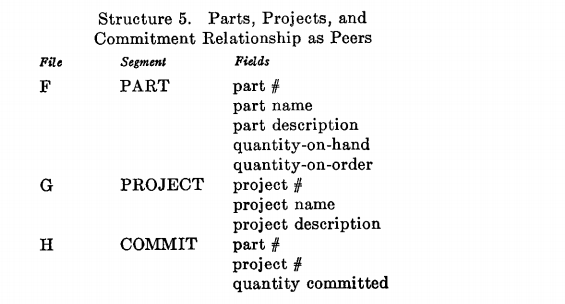 Structure 5. Parts, Projects, and
Commitment Relationship as Peers
File Segment Fields
F PART part #
part name
part description
quantity-on-hand
quantity-on-order
G PROJECT project #
project name
project description
H COMMIT part #
project #
quantity committed